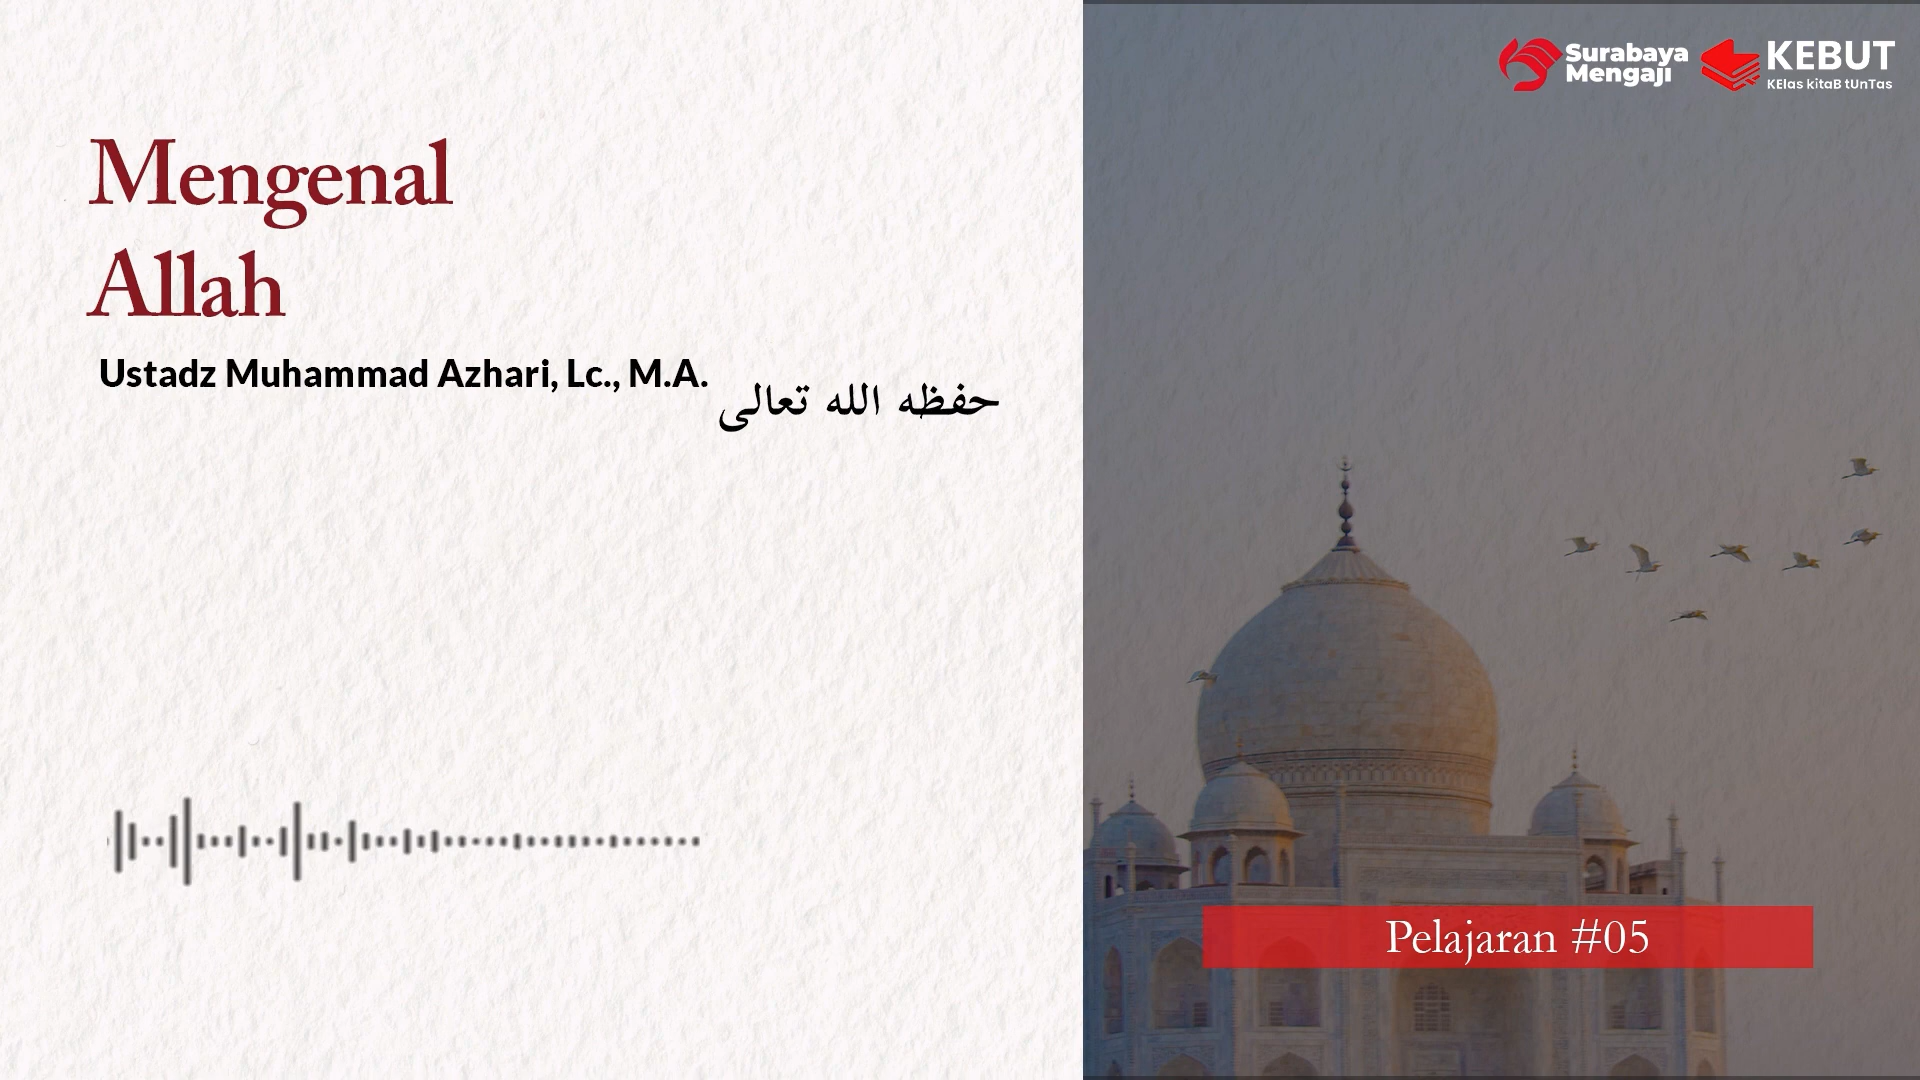 Mengenal
Allah
Ustadz Muhammad Azhari, Lc., M.A.
حفظه الله تعالى
Surabaya
Mengaji
KEBUT
KElas kitaB tUnTas
Pelajaran #05